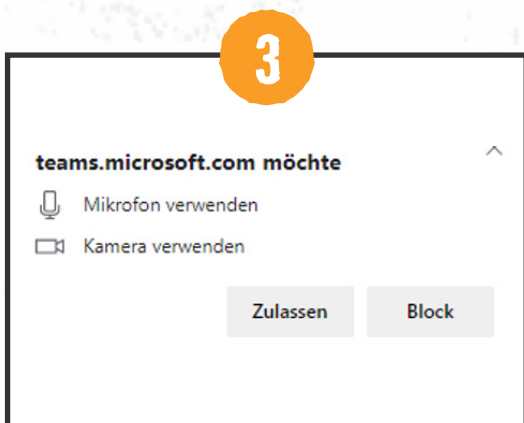 3
teams.microsoft.com möchte
Mikrofon verwenden
Kamera verwenden
Zulassen Block